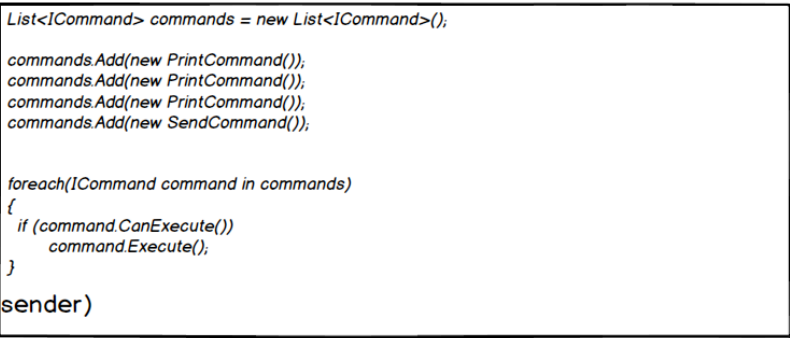 List<ICommand> commands = new List<ICommand>();
commands.Add(new PrintCommand());
commands.Add(new PrintCommand());
commands.Add(new PrintCommand());
commands.Add(new SendCommand());
foreach(ICommand command in commands)
{
if (command.CanExecute())
command.Execute();
}
sender)